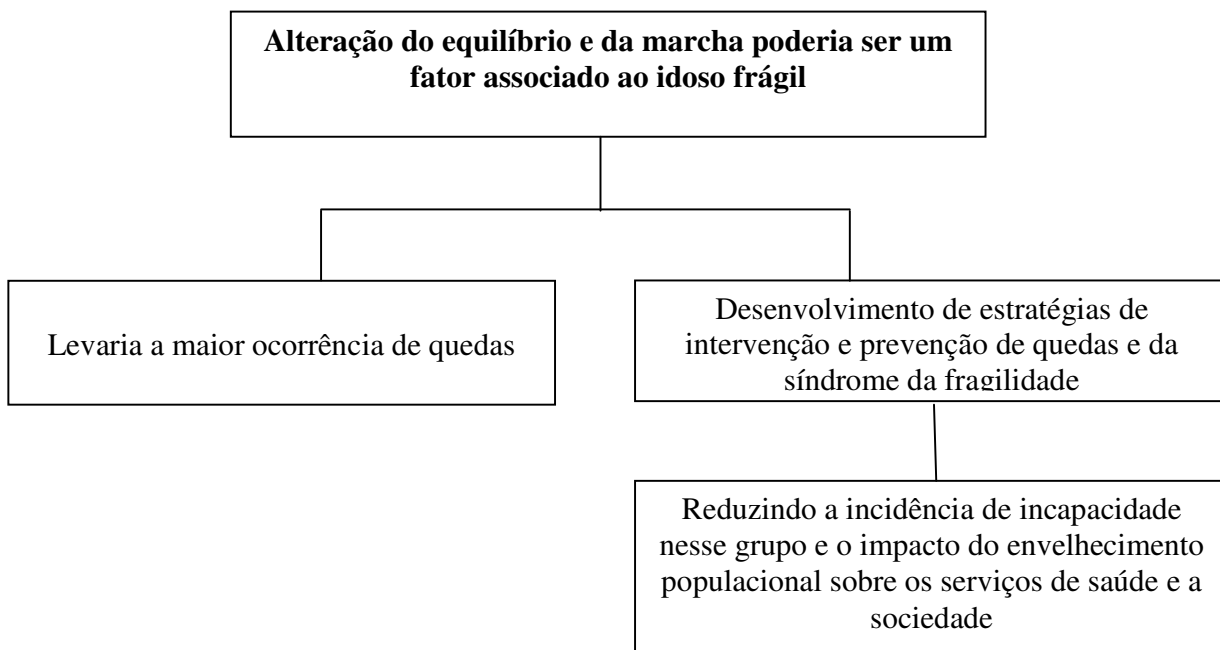 Alteração do equilíbrio e da marcha poderia ser um
fator associado ao idoso frágil
Levaria a maior ocorrência de quedas
Desenvolvimento de estratégias de
intervenção e prevenção de quedas e da
síndrome da fragilidade
Reduzindo a incidência de incapacidade
nesse grupo e o impacto do envelhecimento
populacional sobre os serviços de saúde e a
sociedade